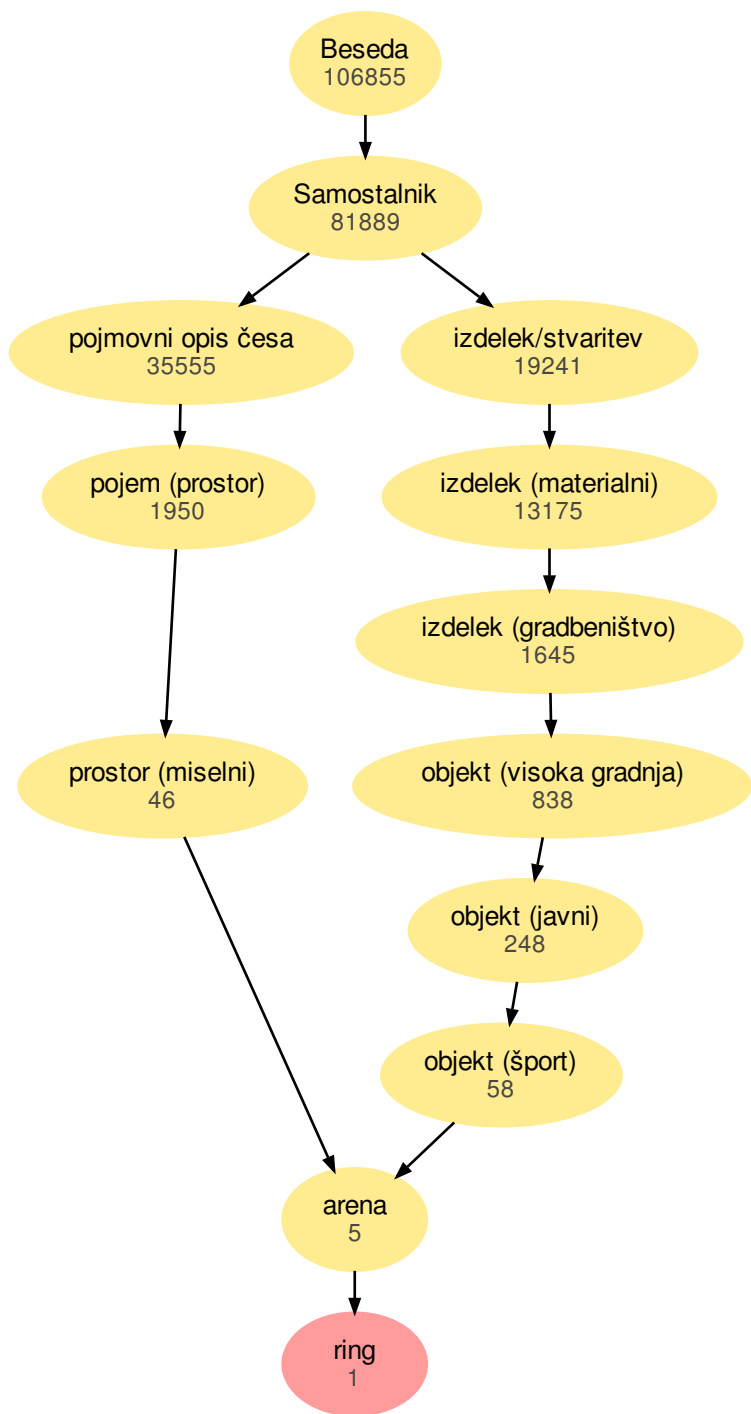 Beseda
106855
Samostalnik
81889
pojmovni opis česa
35555
izdelek/stvaritev
19241
pojem (prostor)
1950
izdelek (materialni)
13175
izdelek (gradbeništvo)
1645
prostor (miselni)
46
objekt (visoka gradnja)
838
objekt (javni)
248
objekt (šport)
58
arena
5
ring
1